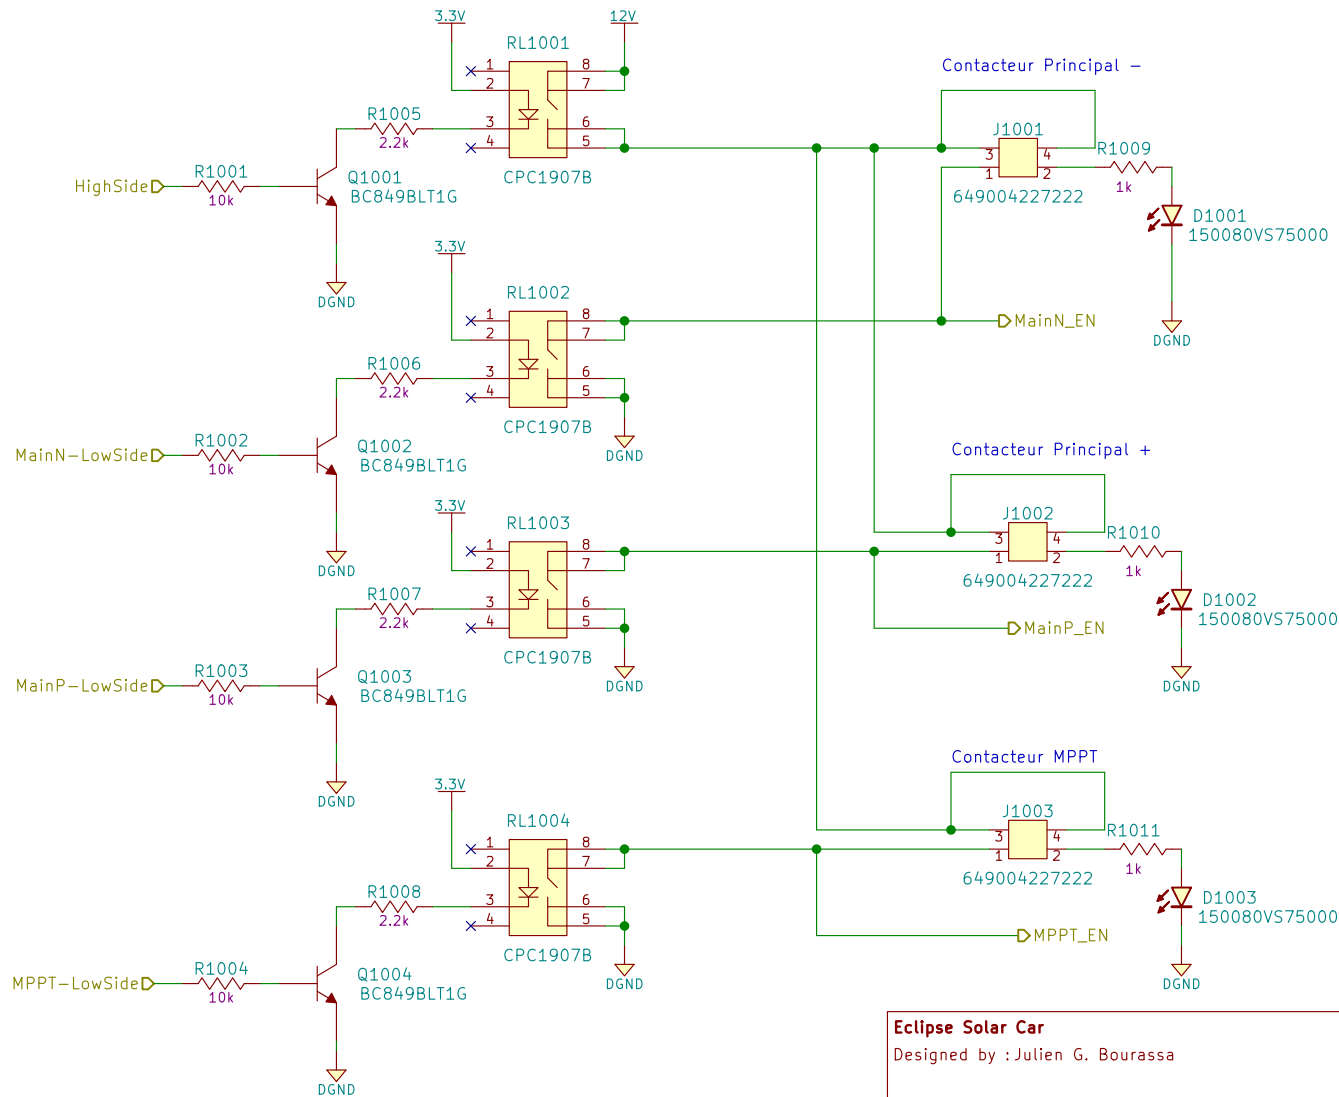 3.3V
12V
RL1001
1
2
3
4
8
7
6
5
CPC1907B
R1005
2.2k
HighSide
R1001
10k
Q1001
BC849BLT1G
DGND
Contacteur Principal -
J1001
3
1
4
2
649004227222
R1009
1k
D1001
150080VS75000
DGND
3.3V
RL1002
1
2
3
4
8
7
6
5
CPC1907B
DGND
R1006
2.2k
MainN-LowSide
R1002
10k
Q1002
BC849BLT1G
DGND
MainN_EN
Contacteur Principal +
J1002
3
1
4
2
649004227222
R1010
1k
D1002
150080VS75000
DGND
3.3V
RL1003
1
2
3
4
8
7
6
5
CPC1907B
DGND
R1007
2.2k
MainP-LowSide
R1003
10k
Q1003
BC849BLT1G
DGND
MainP_EN
Contacteur MPPT
J1003
3
1
4
2
649004227222
R1011
1k
D1003
150080VS75000
DGND
3.3V
RL1004
1
2
3
4
8
7
6
5
CPC1907B
DGND
R1008
2.2k
MPPT-LowSide
R1004
10k
Q1004
BC849BLT1G
DGND
MPPT_EN
Eclipse Solar Car
Designed by : Julien G. Bourassa